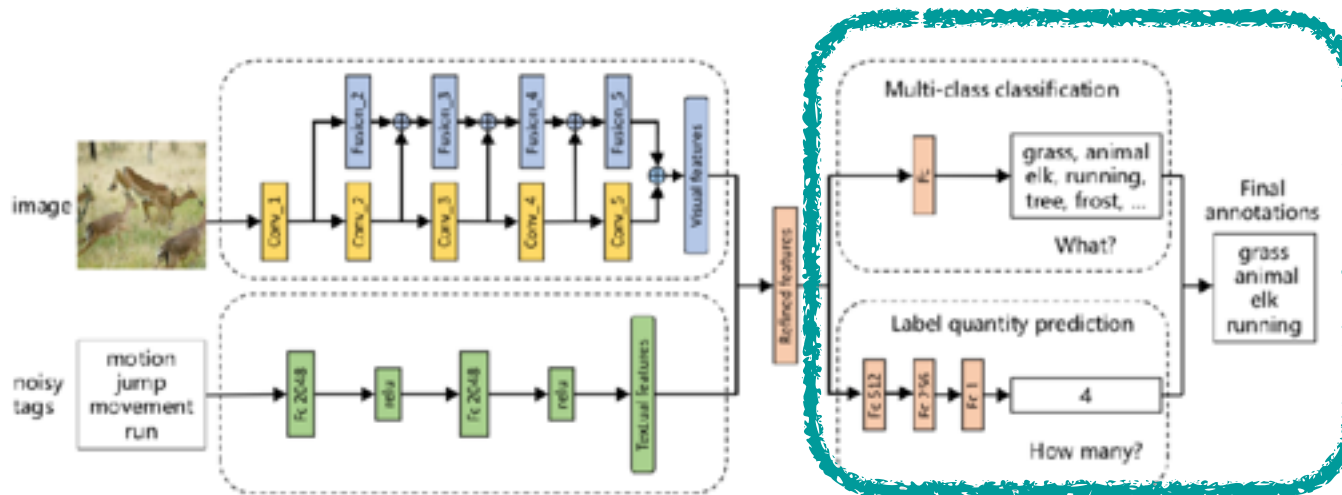 image
Conv_1
Conv_2
Conv_3
Conv_4
Conv_5
Fusion_2
Fusion_3
Fusion_4
Fusion_5
Visual features
noisy
tags
motion
jump
movement
run
Fc 2048
relu
Fc 2048
relu
Textual features
Refined features
Multi-class classification
Fc
grass, animal
elk, running,
tree, frost, ...
What?
Label quantity prediction
Fc 512
Fc 256
Fc 1
4
How many?
Final
annotations
grass
animal
elk
running